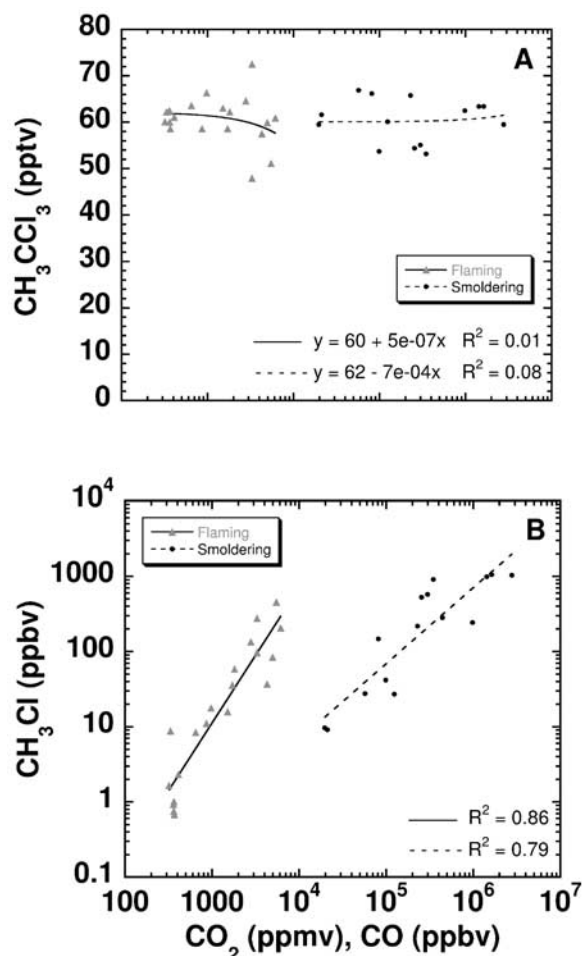 80
A
70
60
50
40
30
20
10
0
CH₃CCl₃ (pptv)
Flaming
Smoldering
y = 60 + 5e-07x R² = 0.01
y = 62 - 7e-04x R² = 0.08
10⁴
B
1000
100
10
1
0.1
CH₃Cl (ppbv)
Flaming
Smoldering
R² = 0.86
R² = 0.79
100 1000 10⁴ 10⁵ 10⁶ 10⁷
CO₂ (ppmv), CO (ppbv)